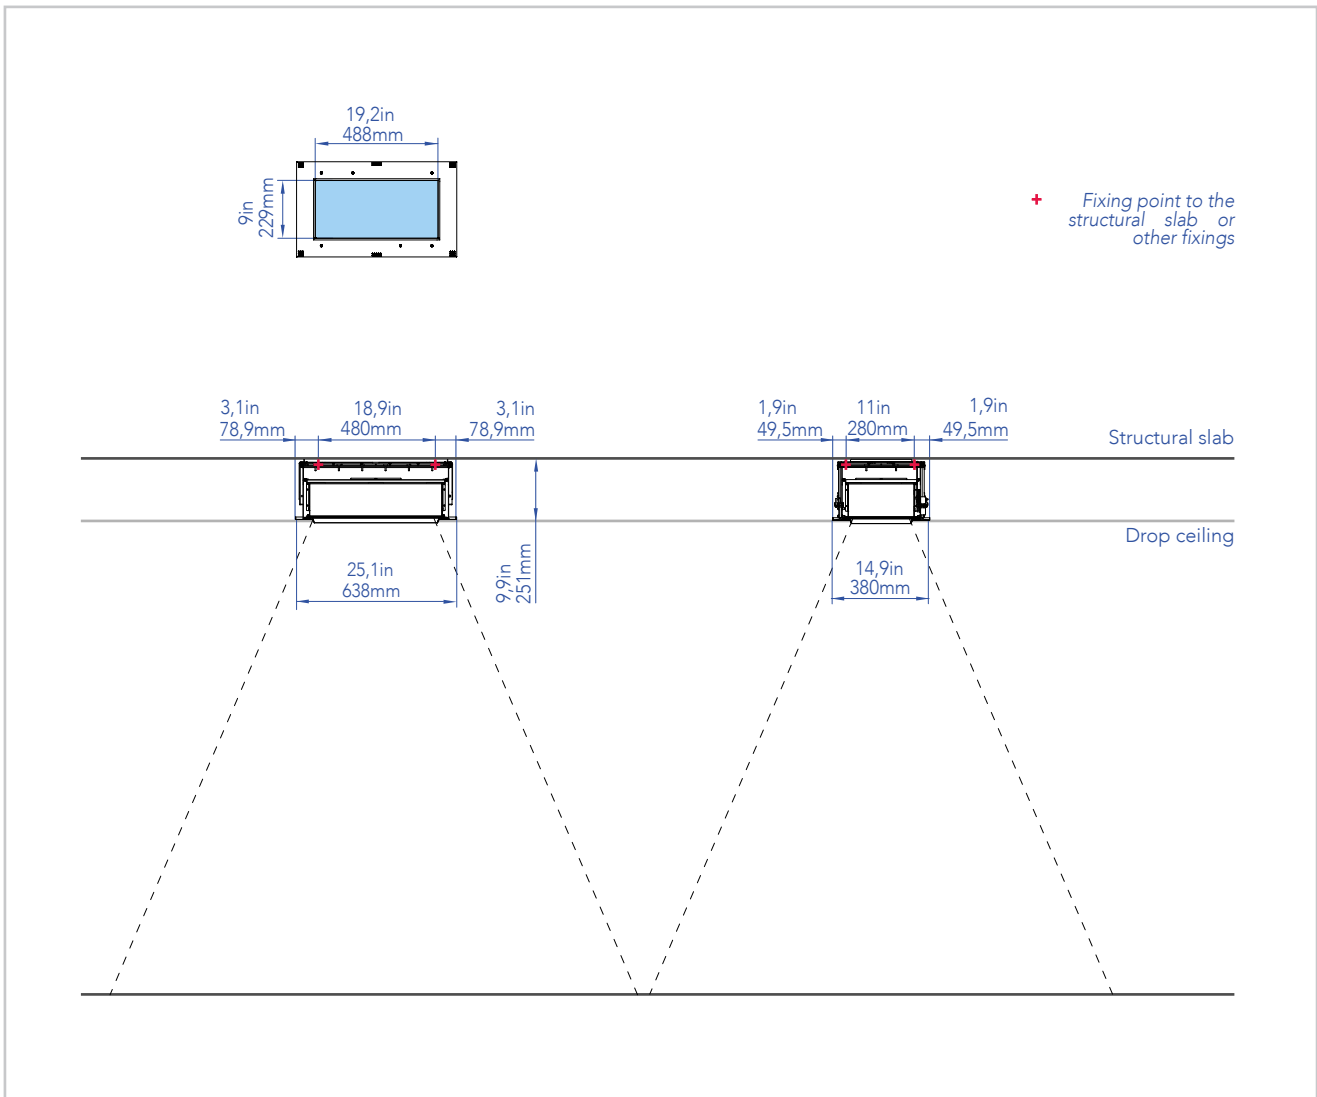 19,2in
488mm
9in
229mm
+ Fixing point to the
structural slab or
other fixings
3,1in
78,9mm
18,9in
480mm
3,1in
78,9mm
1,9in
49,5mm
11in
280mm
1,9in
49,5mm
Structural slab
Drop ceiling
25,1in
638mm
9,9in
251mm
14,9in
380mm